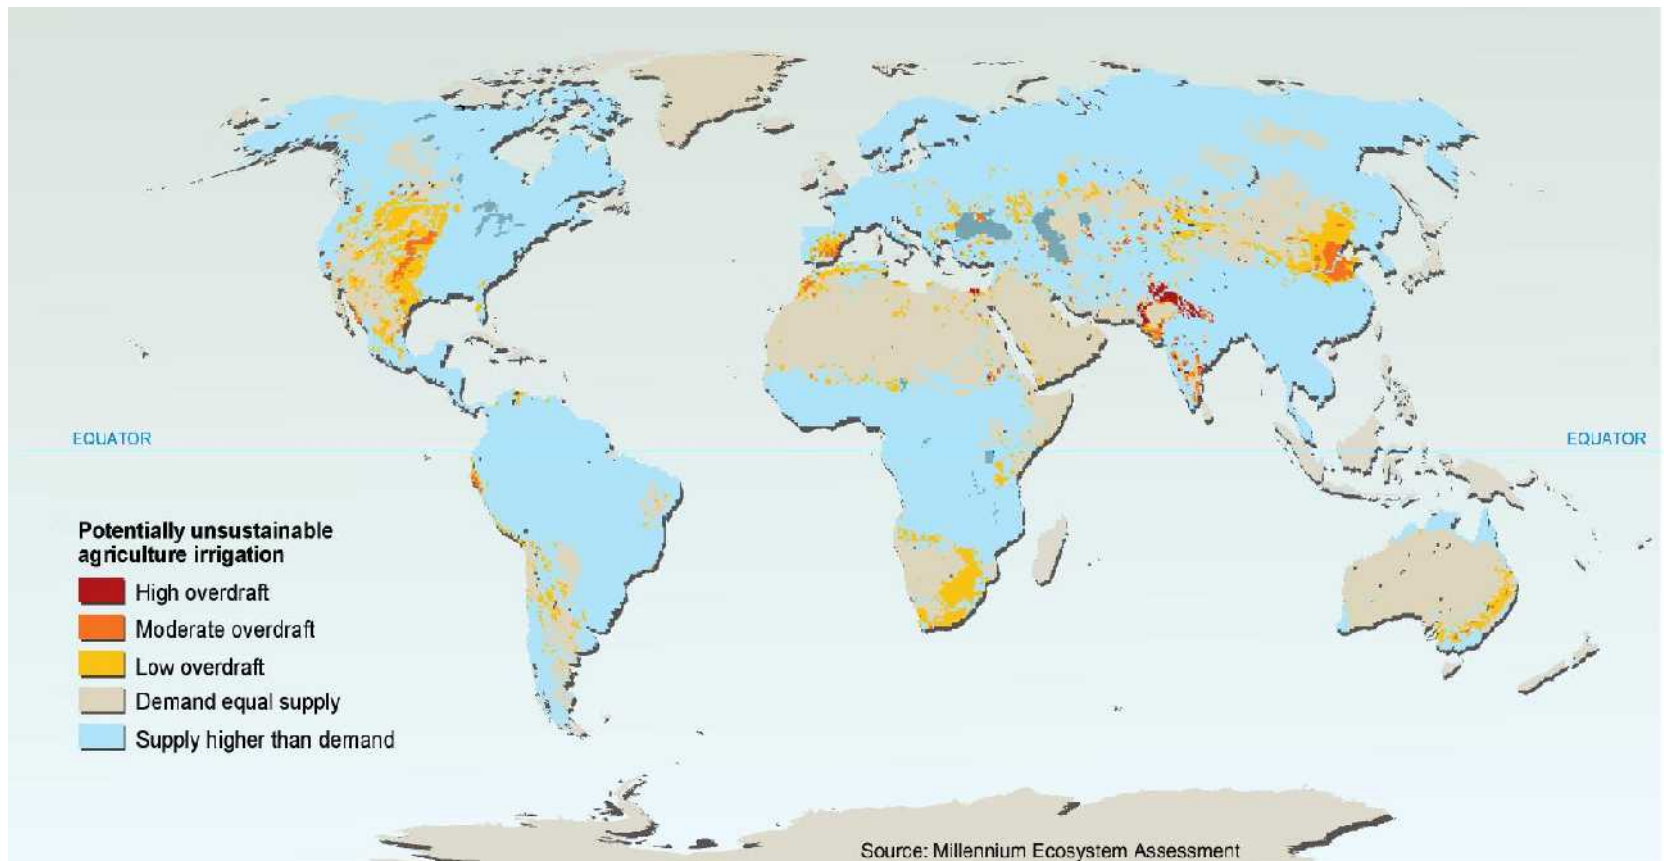 EQUATOR
EQUATOR
Potentially unsustainable
agriculture irrigation
High overdraft
Moderate overdraft
Low overdraft
Demand equal supply
Supply higher than demand
Source: Millennium Ecosystem Assessment